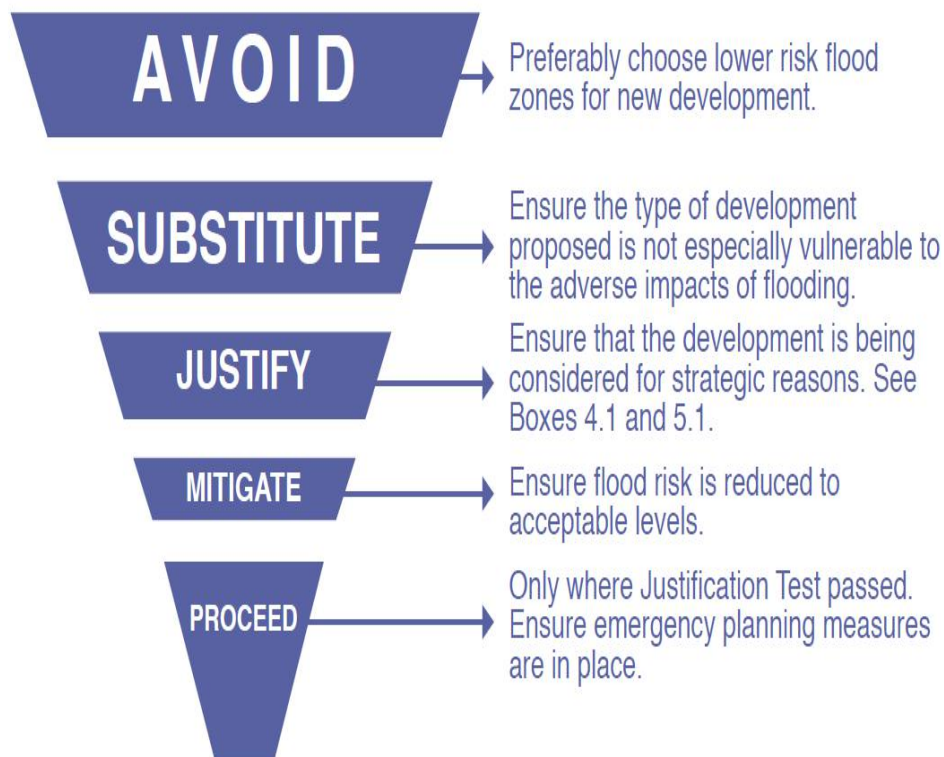 AVOID
Preferably choose lower risk flood
zones for new development.
SUBSTITUTE
Ensure the type of development
proposed is not especially vulnerable to
the adverse impacts of flooding.
JUSTIFY
Ensure that the development is being
considered for strategic reasons. See
Boxes 4.1 and 5.1.
MITIGATE
Ensure flood risk is reduced to
acceptable levels.
PROCEED
Only where Justification Test passed.
Ensure emergency planning measures
are in place.